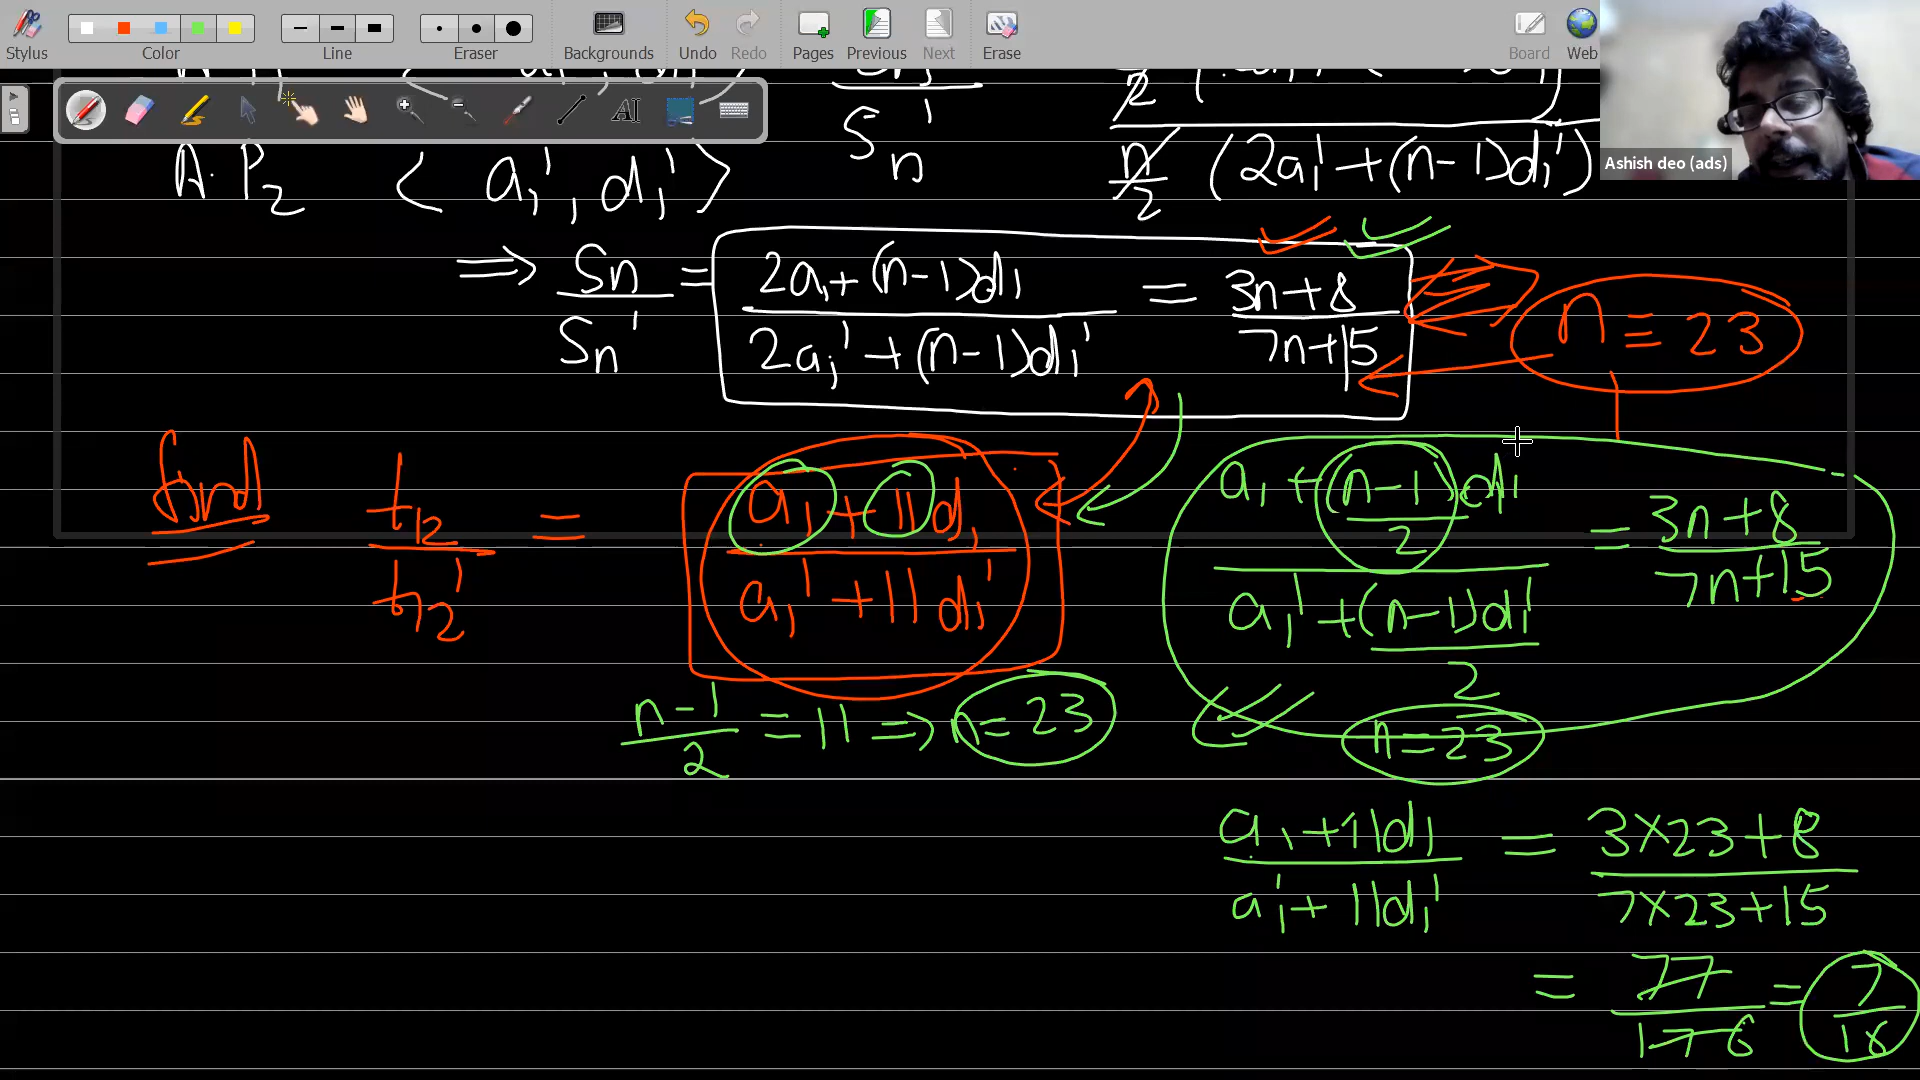 Stylus Color Line Eraser Backgrounds Undo Redo Pages Previous Next Erase Board Web
Ashish deo (ads)
Sn'
n/2 (2a1' + (n-1)d1')
A.P2 < a1', d1' >
=> Sn/Sn' = (2a1 + (n-1)d1)/(2a1' + (n-1)d1') = (3n+8)/(7n+15)
n = 23
find t12/t12' = (a1 + 11d1)/(a1' + 11d1')
(a1 + (n-1)/2 d1)/(a1' + (n-1)d1'/2) = (3n+8)/(7n+15)
(n-1)/2 = 11 => n = 23
n = 23
(a1 + 11d1)/(a1' + 11d1') = (3×23+8)/(7×23+15)
= 77/176 = 7/16